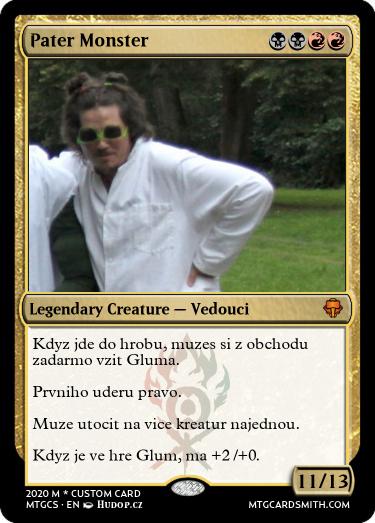 Pater Monster
Legendary Creature — Vedouci
Kdyz jde do hrobu, muzes si z obchodu
zadarmo vzit Gluma.
Prvniho uderu pravo.
Muze utocit na vice kreatur najednou.
Kdyz je ve hre Glum, ma +2 /+0.
11/13
2020 M * CUSTOM CARD
MTGCS · EN HUDOP.CZ
MTGCARDSMITH.COM